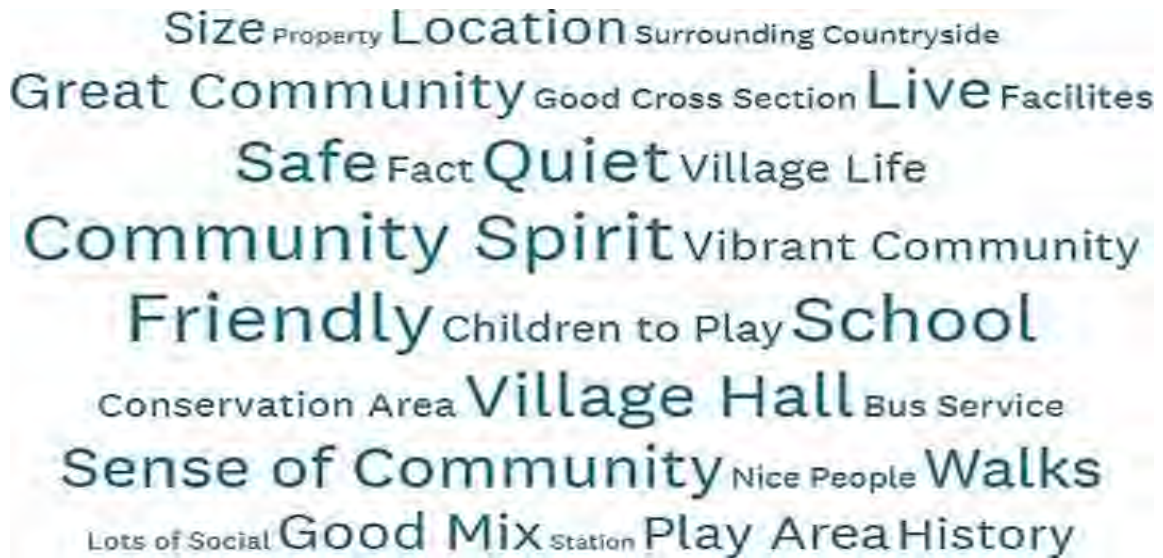 Size Property Location Surrounding Countryside
Great Community Good Cross Section Live Facilites
Safe Fact Quiet Village Life
Community Spirit Vibrant Community
Friendly Children to Play School
Conservation Area Village Hall Bus Service
Sense of Community Nice People Walks
Lots of Social Good Mix Station Play Area History